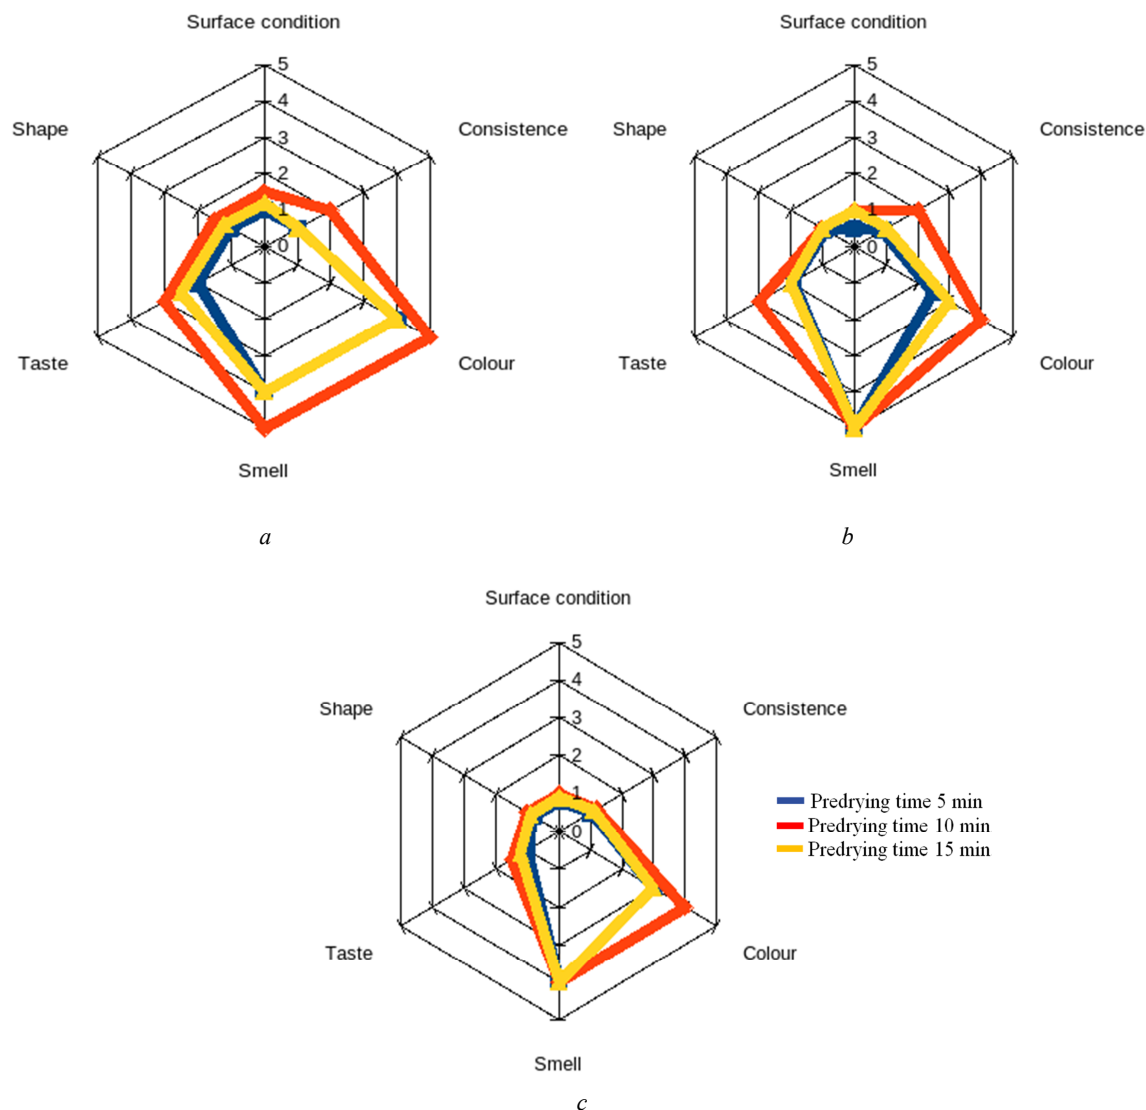 a
Surface condition
5
4
3
2
1
0
Shape
Consistence
Taste
Colour
Smell
b
Surface condition
5
4
3
2
1
0
Shape
Consistence
Taste
Colour
Smell
Surface condition
5
4
3
2
1
0
Shape
Consistence
Taste
Colour
Smell
c
Predrying time 5 min
Predrying time 10 min
Predrying time 15 min